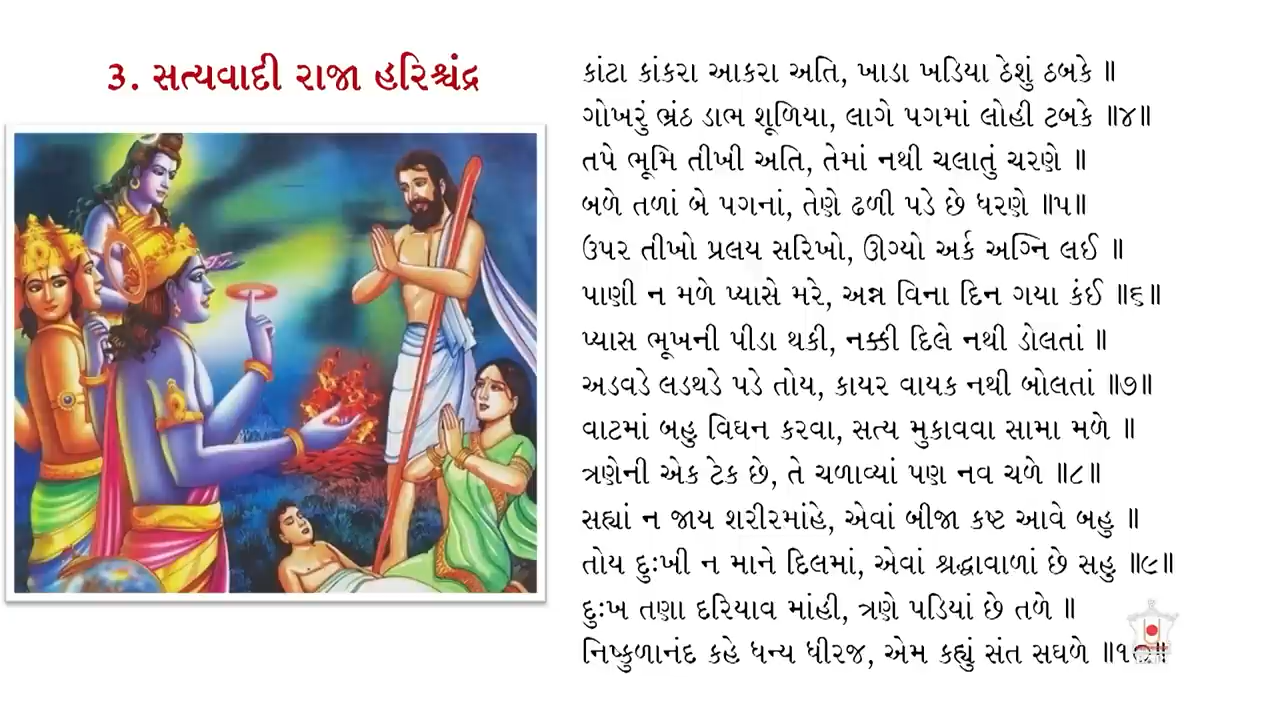 ૩. સત્યવાદી રાજા હરિશ્ચંદ્ર
કાંટા કાંકરા આકરા અતિ, ખાડા ખડિયા ઠેશું ઠબકે ॥
ગોખરું ભ્રંઠ ડાભ શૂળિયા, લાગે પગમાં લોહી ટબકે ॥૪॥
તપે ભૂમિ તીખી અતિ, તેમાં નથી ચલાતું ચરણે ॥
બળે તળાં બે પગનાં, તેણે ઢળી પડે છે ધરણે ॥૫॥
ઉપર તીખો પ્રલય સરિખો, ઊગ્યો અર્ક અગ્નિ લઈ ॥
પાણી ન મળે પ્યાસે મરે, અન્ન વિના દિન ગયા કંઈ ॥૬॥
પ્યાસ ભૂખની પીડા થકી, નક્કી દિલે નથી ડોલતાં ॥
અડવડે લડથડે પડે તોય, કાયર વાયક નથી બોલતાં ॥૭॥
વાટમાં બહુ વિઘન કરવા, સત્ય મુકાવવા સામા મળે ॥
ત્રણેની એક ટેક છે, તે ચળાવ્યાં પણ નવ ચળે ॥૮॥
સહ્યાં ન જાય શરીરમાંહે, એવાં બીજા કષ્ટ આવે બહુ ॥
તોય દુઃખી ન માને દિલમાં, એવાં શ્રદ્ધાવાળાં છે સહુ ॥૯॥
દુઃખ તણા દરિયાવ માંહી, ત્રણે પડિયાં છે તળે ॥
નિષ્કુળાનંદ કહે ધન્ય ધીરજ, એમ કહ્યું સંત સઘળે ॥૧૦॥